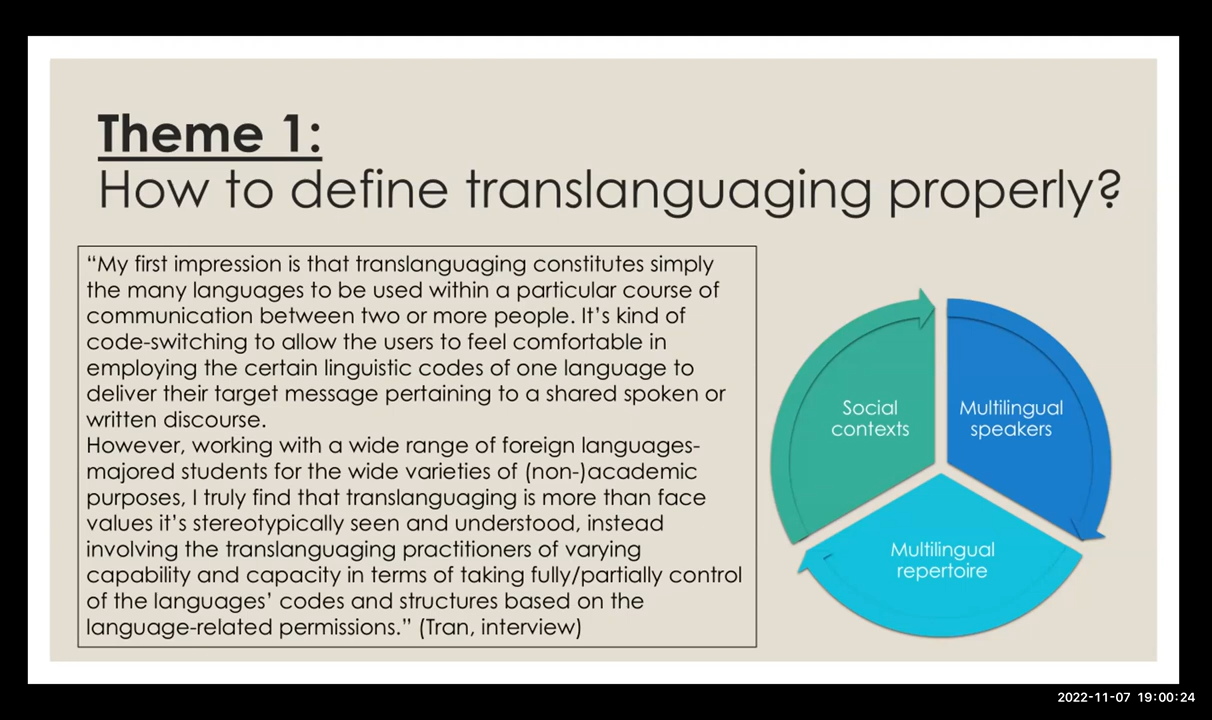 Theme 1:
How to define translanguaging properly?
“My first impression is that translanguaging constitutes simply
the many languages to be used within a particular course of
communication between two or more people. It’s kind of
code-switching to allow the users to feel comfortable in
employing the certain linguistic codes of one language to
deliver their target message pertaining to a shared spoken or
written discourse.
However, working with a wide range of foreign languages-
majored students for the wide varieties of (non-)academic
purposes, I truly find that translanguaging is more than face
values it’s stereotypically seen and understood, instead
involving the translanguaging practitioners of varying
capability and capacity in terms of taking fully/partially control
of the languages’ codes and structures based on the
language-related permissions.” (Tran, interview)
Social
contexts
Multilingual
speakers
Multilingual
repertoire
2022-11-07 19:00:24